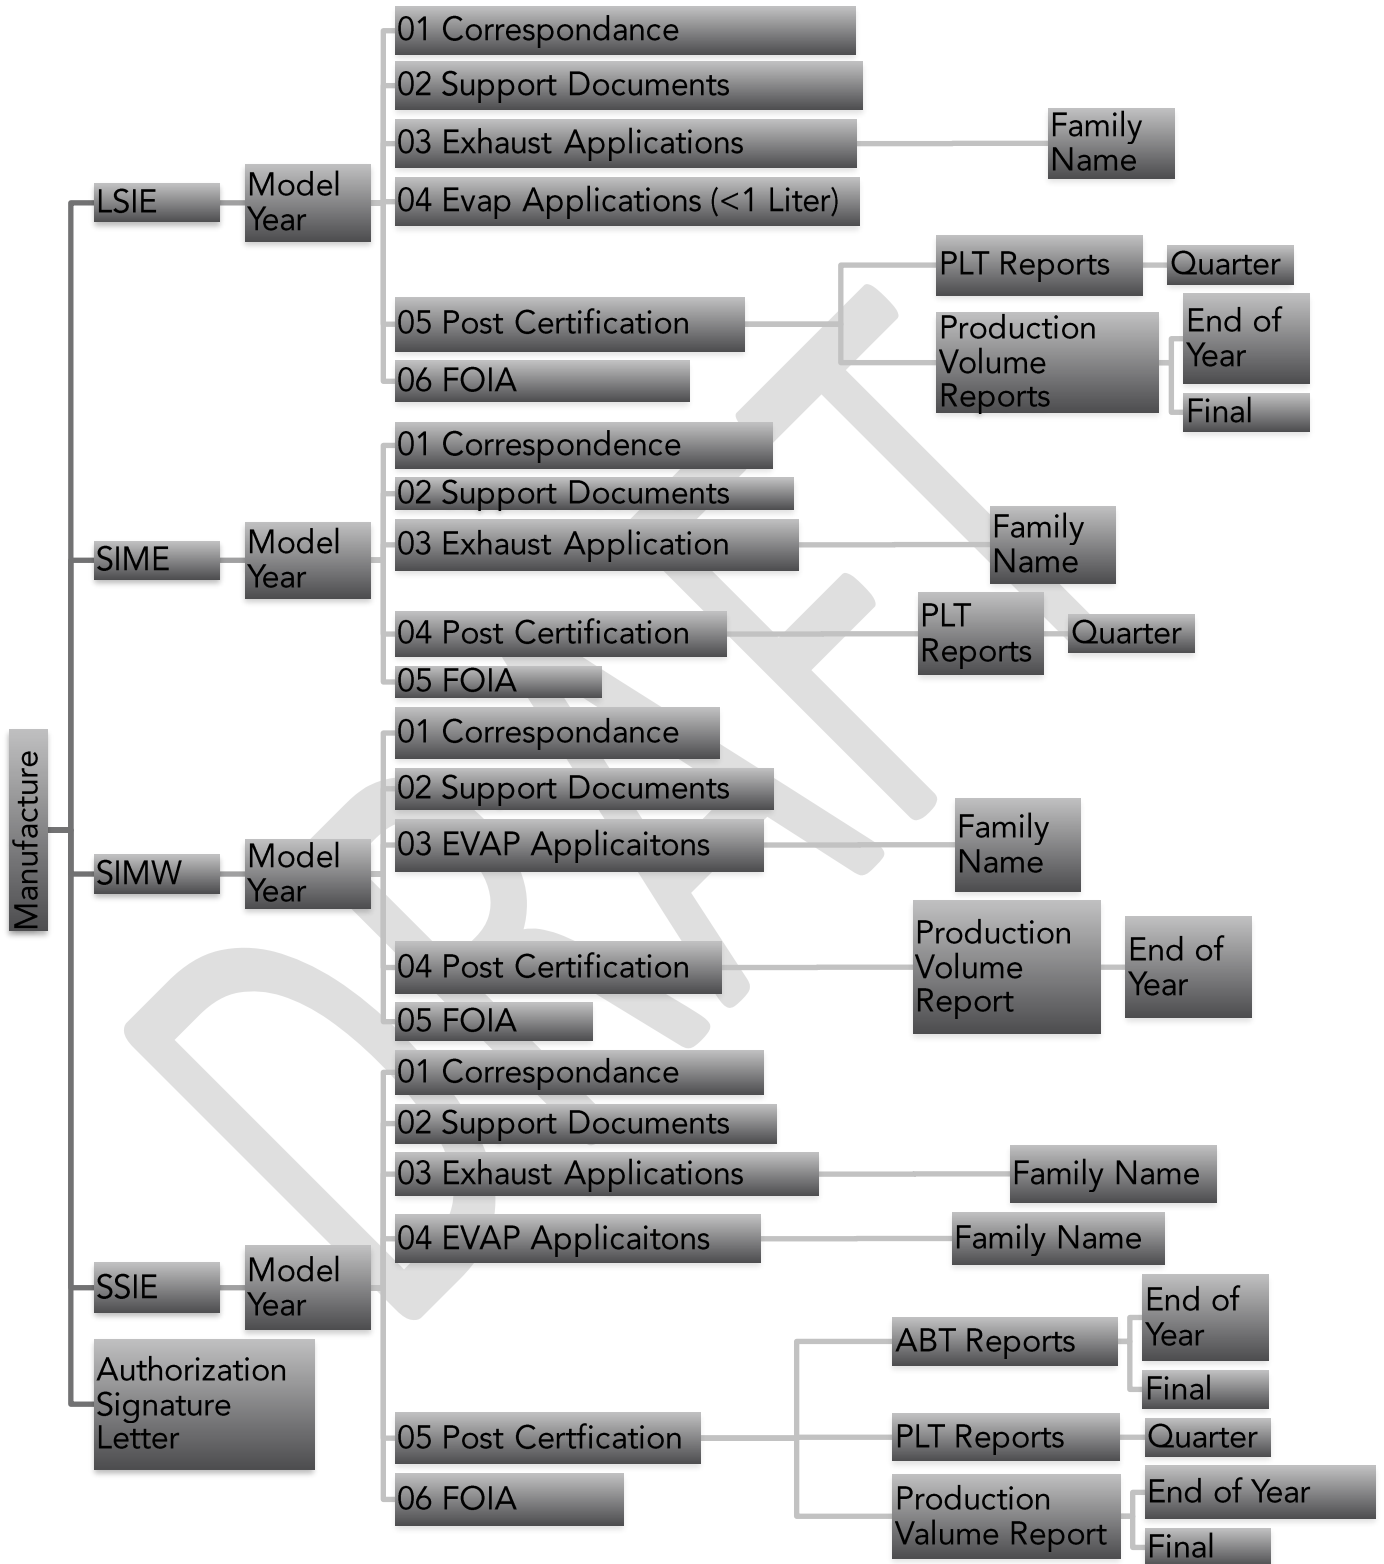 Manufacture
LSIE
Model
Year
01 Correspondance
02 Support Documents
03 Exhaust Applications
Family
Name
04 Evap Applications (<1 Liter)
05 Post Certification
PLT Reports
Quarter
Production
Volume
Reports
End of
Year
Final
06 FOIA
SIME
Model
Year
01 Correspondence
02 Support Documents
03 Exhaust Application
Family
Name
04 Post Certification
PLT
Reports
Quarter
05 FOIA
SIMW
Model
Year
01 Correspondance
02 Support Documents
03 EVAP Applicaitons
Family
Name
04 Post Certification
Production
Volume
Report
End of
Year
05 FOIA
SSIE
Model
Year
01 Correspondance
02 Support Documents
03 Exhaust Applications
Family Name
04 EVAP Applicaitons
Family Name
05 Post Certfication
ABT Reports
End of
Year
Final
PLT Reports
Quarter
Production
Valume Report
End of Year
Final
06 FOIA
Authorization
Signature
Letter
DRAFT